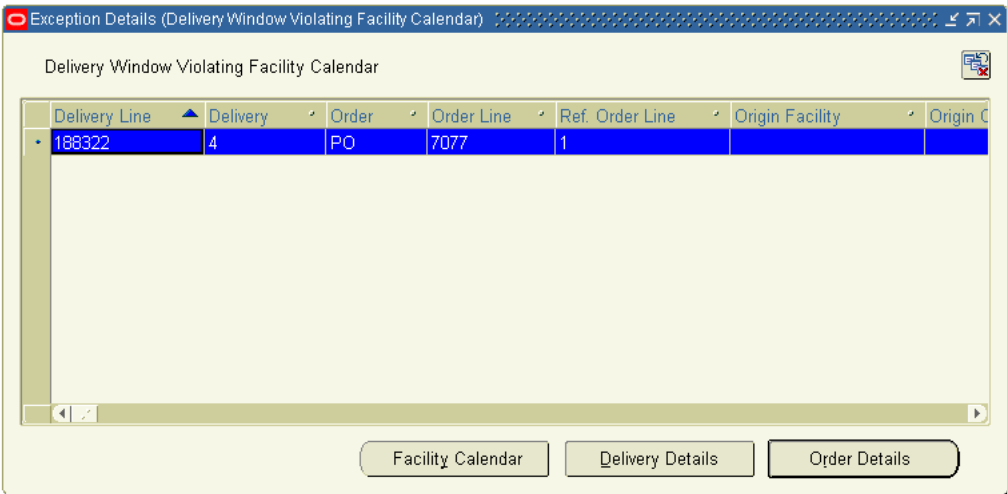 Exception Details (Delivery Window Violating Facility Calendar)
Delivery Window Violating Facility Calendar
Delivery Line Delivery Order Order Line Ref. Order Line Origin Facility Origin
188322 4 PO 7077 1
Facility Calendar Delivery Details Order Details